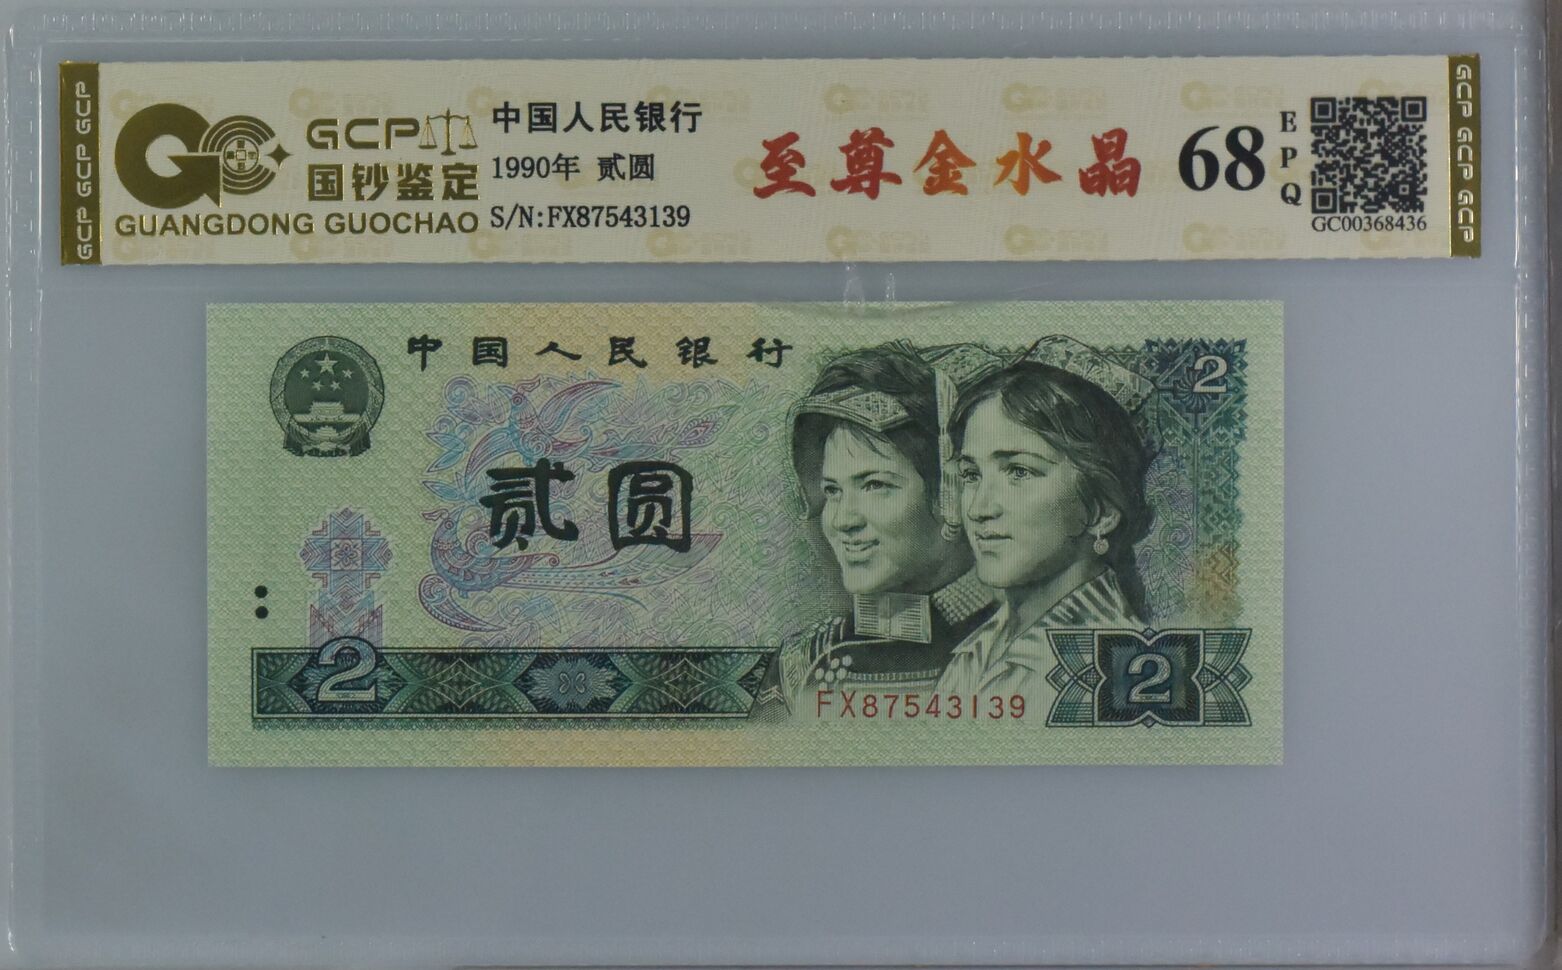 GCP GCP GCP
GCP
国钞鉴定
GUANGDONG GUOCHAO
中国人民银行
1990年 贰圆
S/N:FX87543139
至尊金水晶
68
EPQ
GC00368436
GCP GCP GCP
中国人民银行
2
贰圆
2
FX87543139
2